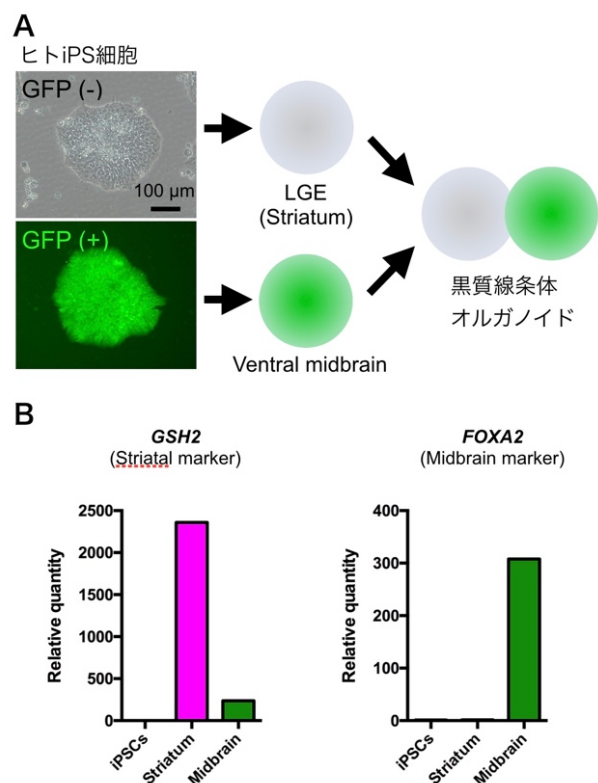 A
ヒトiPS細胞
GFP (-)
100 μm
GFP (+)
LGE
(Striatum)
Ventral midbrain
黒質線条体
オルガノイド
B
GSH2
(Striatal marker)
Relative quantity
2500
2000
1500
1000
500
0
iPSCs
Striatum
Midbrain
FOXA2
(Midbrain marker)
Relative quantity
400
300
200
100
0
iPSCs
Striatum
Midbrain